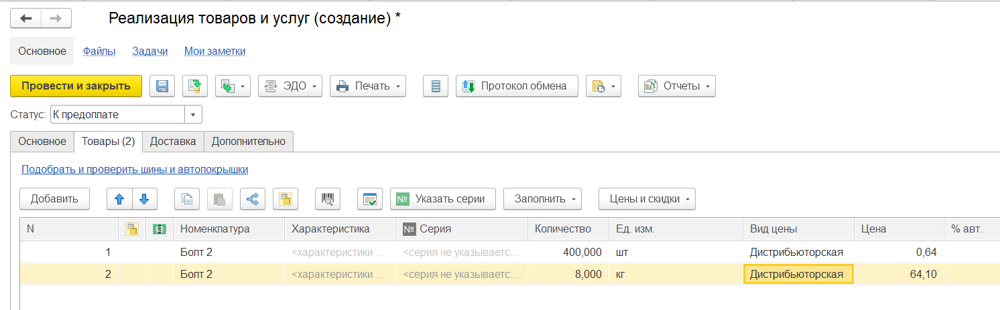 Реализация товаров и услуг (создание) *
Основное Файлы Задачи Мои заметки
Провести и закрыть ЭДО Печать Протокол обмена Отчеты
Статус: К предоплате
Основное Товары (2) Доставка Дополнительно
Подобрать и проверить шины и автопокрышки
Добавить № Указать серии Заполнить Цены и скидки
N Номенклатура Характеристика № Серия Количество Ед. изм. Вид цены Цена % авт.
1 Болт 2 <характеристики ... <серия не указываетс... 400,000 шт Дистрибьюторская 0,64
2 Болт 2 <характеристики ... <серия не указываетс... 8,000 кг Дистрибьюторская 64,10